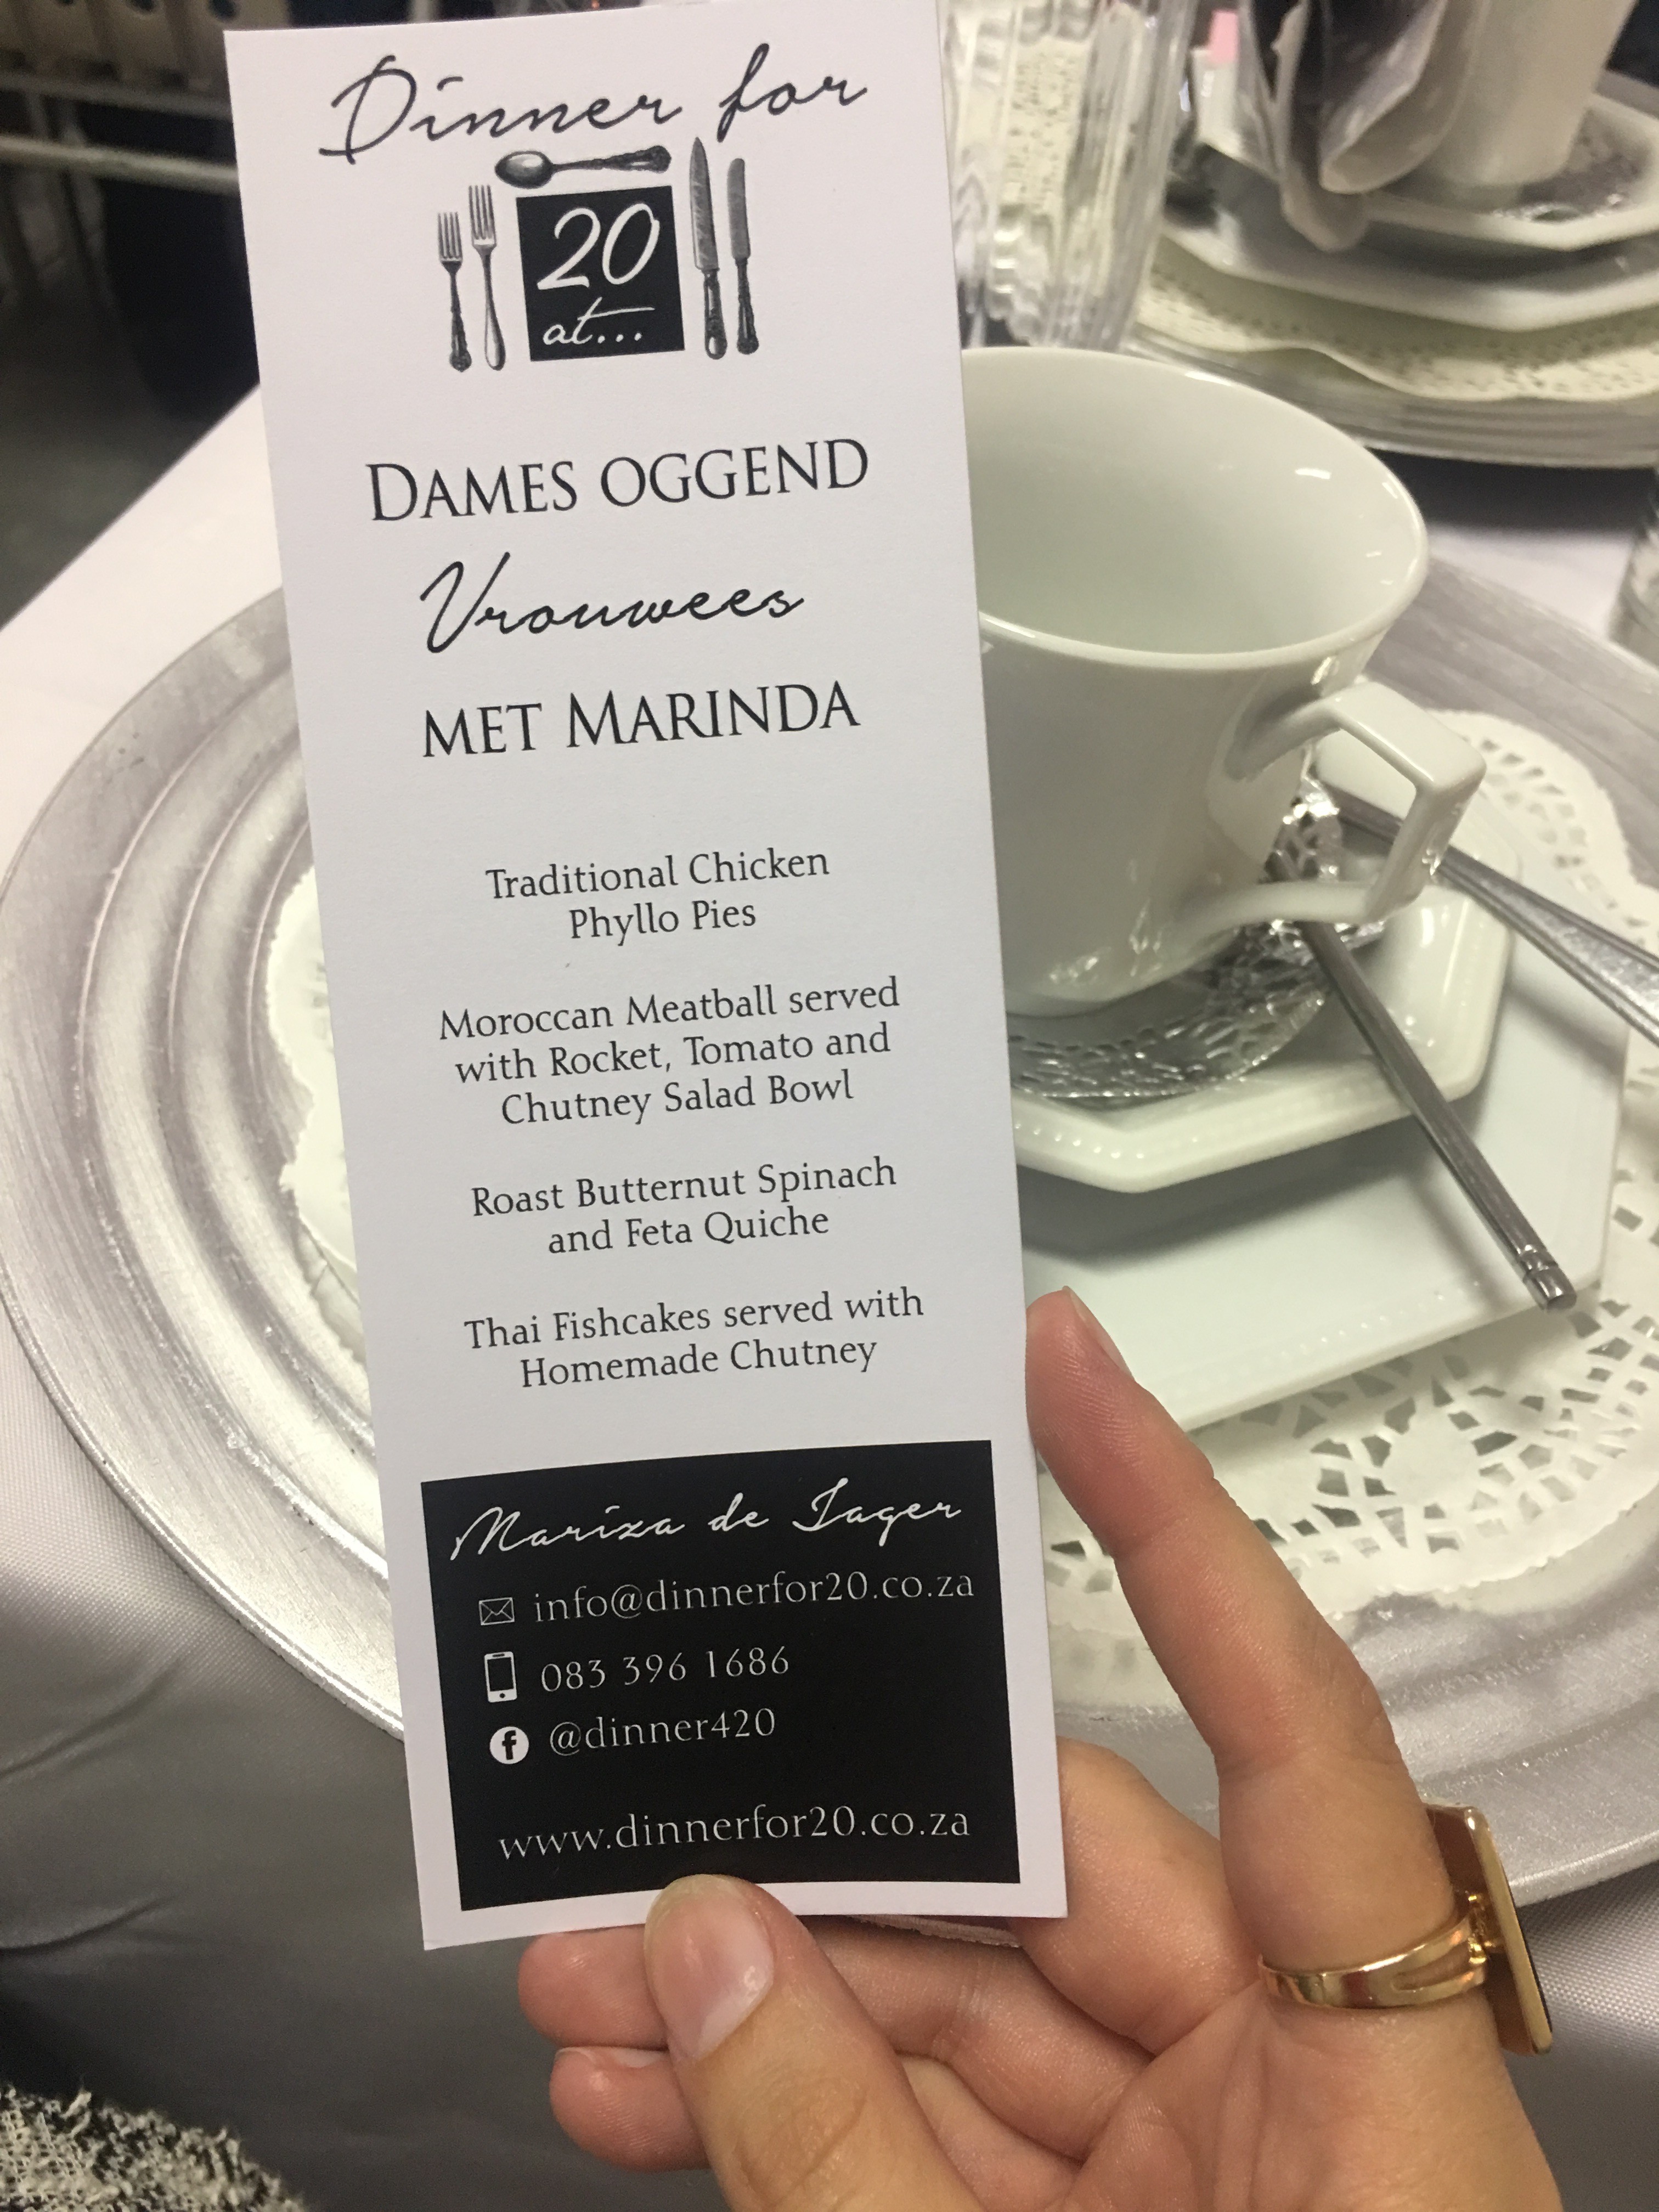 Dinner for
20
at...
DAMES OGGEND
Vrouwees
MET MARINDA
Traditional Chicken
Phyllo Pies
Moroccan Meatball served
with Rocket, Tomato and
Chutney Salad Bowl
Roast Butternut Spinach
and Feta Quiche
Thai Fishcakes served with
Homemade Chutney
Mariza de Jager
info@dinnerfor20.co.za
083 396 1686
@dinner420
www.dinnerfor20.co.za